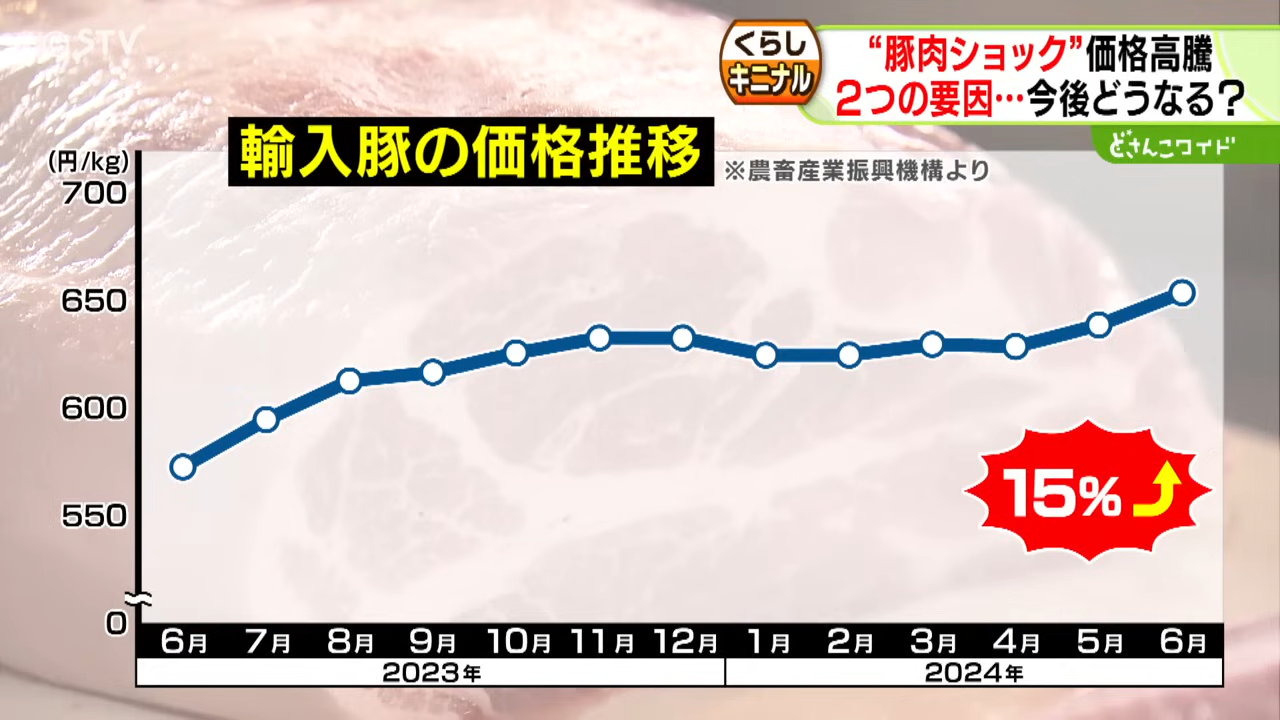 STV
くらし
キニナル
“豚肉ショック”価格高騰
2つの要因…今後どうなる？
どさんこワイド
輸入豚の価格推移
※農畜産業振興機構より
(円/kg)
700
650
600
550
0
15%
6月 7月 8月 9月 10月 11月 12月 1月 2月 3月 4月 5月 6月
2023年 2024年